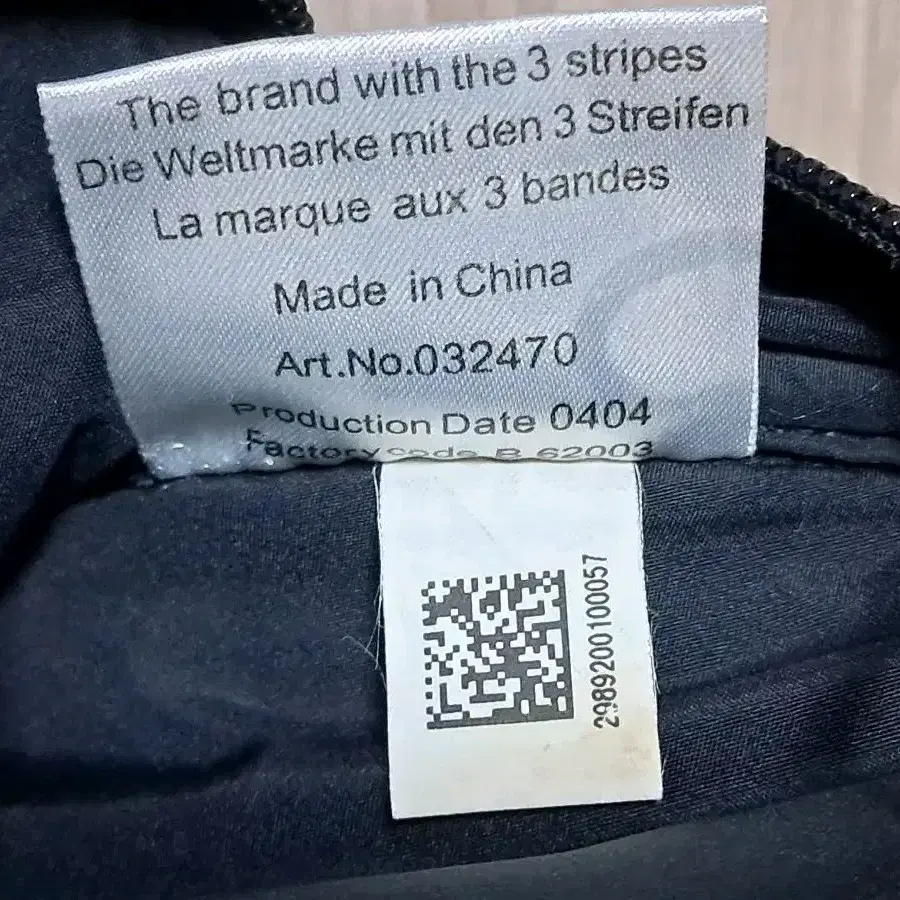 The brand with the 3 stripes
Die Weltmarke mit den 3 Streifen
La marque aux 3 bandes
Made in China
Art.No.032470
Production Date 0404
Factory code B 62003
298920010057